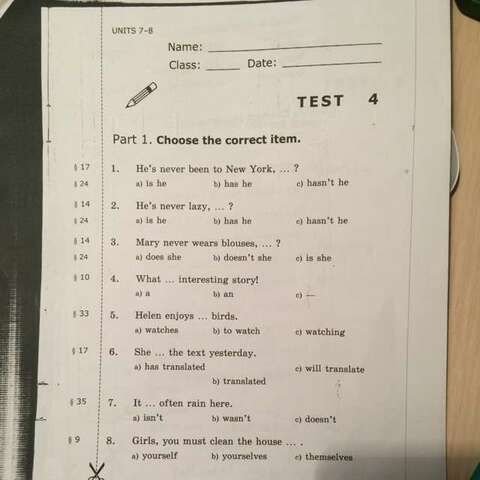 UNITS 7–8
Name: ____________________
Class: _____ Date: ____________
TEST 4
Part 1. Choose the correct item.
§ 17 1. He's never been to New York, ... ?
§ 24 a) is he b) has he c) hasn't he
§ 14 2. He's never lazy, ... ?
§ 24 a) is he b) has he c) hasn't he
§ 14 3. Mary never wears blouses, ... ?
§ 24 a) does she b) doesn't she c) is she
§ 10 4. What ... interesting story!
a) a b) an c) —
§ 33 5. Helen enjoys ... birds.
a) watches b) to watch c) watching
§ 17 6. She ... the text yesterday.
a) has translated c) will translate
b) translated
§ 35 7. It ... often rain here.
a) isn't b) wasn't c) doesn't
§ 9 8. Girls, you must clean the house ... .
a) yourself b) yourselves c) themselves